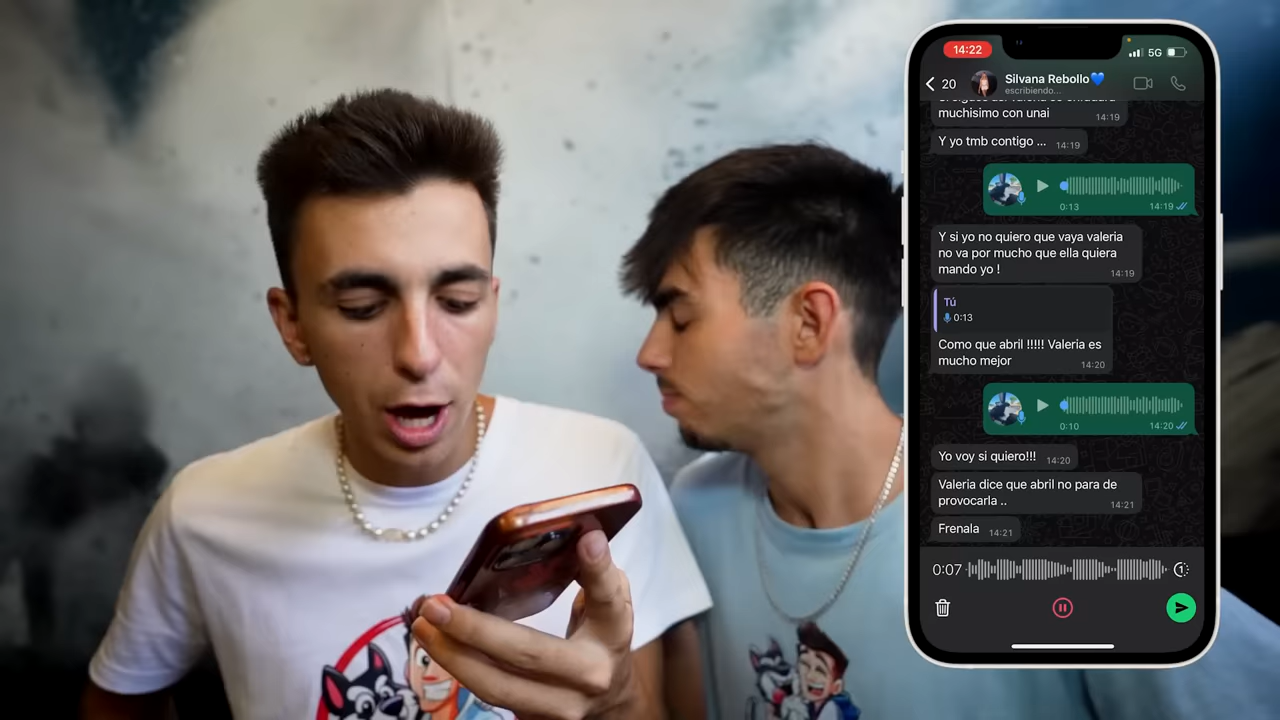 14:22
5G
20
Silvana Rebollo💙
escribiendo...
muchisimo con unai
14:19
Y yo tmb contigo ...
14:19
0:13
14:19
Y si yo no quiero que vaya valeria
no va por mucho que ella quiera
mando yo !
14:19
Tú
0:13
Como que abril !!!!! Valeria es
mucho mejor
14:20
0:10
14:20
Yo voy si quiero!!!
14:20
Valeria dice que abril no para de
provocarla ..
14:21
Frenala
14:21
0:07
1